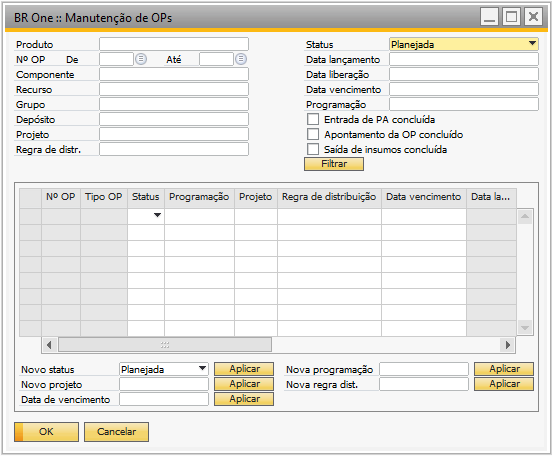 BR One :: Manutenção de OPs
Produto
Nº OP De Até
Componente
Recurso
Grupo
Depósito
Projeto
Regra de distr.
Status Planejada
Data lançamento
Data liberação
Data vencimento
Programação
Entrada de PA concluída
Apontamento da OP concluído
Saída de insumos concluída
Filtrar
Nº OP Tipo OP Status Programação Projeto Regra de distribuição Data vencimento Data la...
Novo status Planejada Aplicar Nova programação Aplicar
Novo projeto Aplicar Nova regra dist. Aplicar
Data de vencimento Aplicar
OK Cancelar